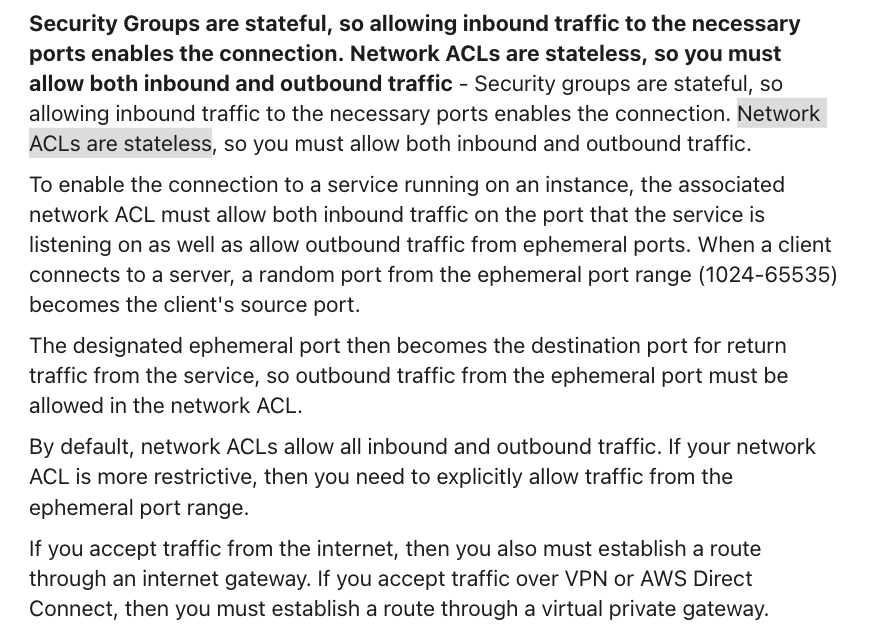 Security Groups are stateful, so allowing inbound traffic to the necessary
ports enables the connection. Network ACLs are stateless, so you must
allow both inbound and outbound traffic - Security groups are stateful, so
allowing inbound traffic to the necessary ports enables the connection. Network
ACLs are stateless, so you must allow both inbound and outbound traffic.
To enable the connection to a service running on an instance, the associated
network ACL must allow both inbound traffic on the port that the service is
listening on as well as allow outbound traffic from ephemeral ports. When a client
connects to a server, a random port from the ephemeral port range (1024-65535)
becomes the client's source port.
The designated ephemeral port then becomes the destination port for return
traffic from the service, so outbound traffic from the ephemeral port must be
allowed in the network ACL.
By default, network ACLs allow all inbound and outbound traffic. If your network
ACL is more restrictive, then you need to explicitly allow traffic from the
ephemeral port range.
If you accept traffic from the internet, then you also must establish a route
through an internet gateway. If you accept traffic over VPN or AWS Direct
Connect, then you must establish a route through a virtual private gateway.